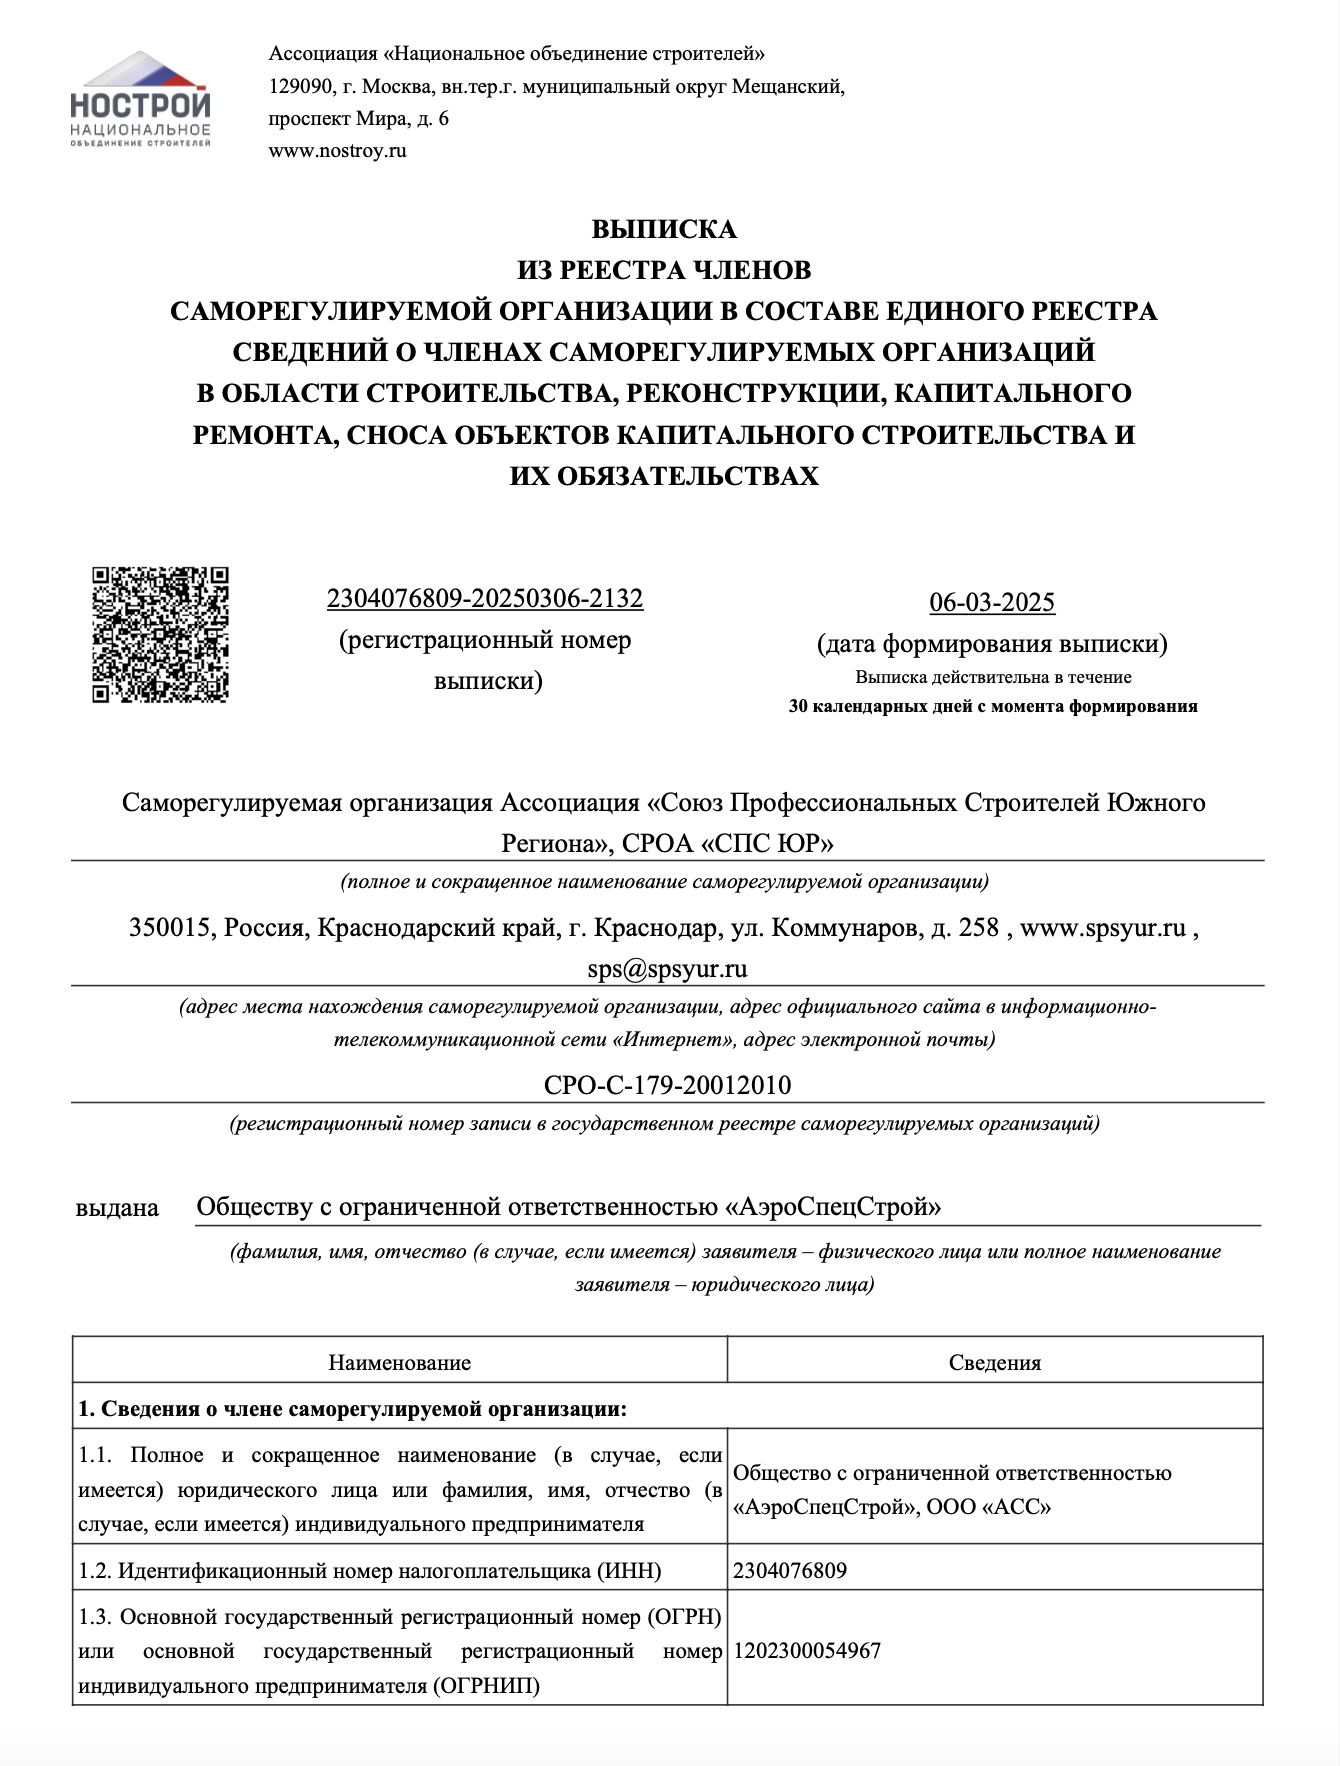 Ассоциация «Национальное объединение строителей»
129090, г. Москва, вн.тер.г. муниципальный округ Мещанский,
проспект Мира, д. 6
www.nostroy.ru
НОСТРОЙ
НАЦИОНАЛЬНОЕ
ОБЪЕДИНЕНИЕ СТРОИТЕЛЕЙ
ВЫПИСКА
ИЗ РЕЕСТРА ЧЛЕНОВ
САМОРЕГУЛИРУЕМОЙ ОРГАНИЗАЦИИ В СОСТАВЕ ЕДИНОГО РЕЕСТРА
СВЕДЕНИЙ О ЧЛЕНАХ САМОРЕГУЛИРУЕМЫХ ОРГАНИЗАЦИЙ
В ОБЛАСТИ СТРОИТЕЛЬСТВА, РЕКОНСТРУКЦИИ, КАПИТАЛЬНОГО
РЕМОНТА, СНОСА ОБЪЕКТОВ КАПИТАЛЬНОГО СТРОИТЕЛЬСТВА И
ИХ ОБЯЗАТЕЛЬСТВАХ
2304076809-20250306-2132
(регистрационный номер
выписки)
06-03-2025
(дата формирования выписки)
Выписка действительна в течение
30 календарных дней с момента формирования
Саморегулируемая организация Ассоциация «Союз Профессиональных Строителей Южного
Региона», СРОА «СПС ЮР»
(полное и сокращенное наименование саморегулируемой организации)
350015, Россия, Краснодарский край, г. Краснодар, ул. Коммунаров, д. 258 , www.spsyur.ru ,
sps@spsyur.ru
(адрес места нахождения саморегулируемой организации, адрес официального сайта в информационно-
телекоммуникационной сети «Интернет», адрес электронной почты)
СРО-С-179-20012010
(регистрационный номер записи в государственном реестре саморегулируемых организаций)
выдана Обществу с ограниченной ответственностью «АэроСпецСтрой»
(фамилия, имя, отчество (в случае, если имеется) заявителя – физического лица или полное наименование
заявителя – юридического лица)
Наименование Сведения
1. Сведения о члене саморегулируемой организации:
1.1. Полное и сокращенное наименование (в случае, если
имеется) юридического лица или фамилия, имя, отчество (в
случае, если имеется) индивидуального предпринимателя
Общество с ограниченной ответственностью
«АэроСпецСтрой», ООО «АСС»
1.2. Идентификационный номер налогоплательщика (ИНН) 2304076809
1.3. Основной государственный регистрационный номер (ОГРН)
или основной государственный регистрационный номер
индивидуального предпринимателя (ОГРНИП)
1202300054967